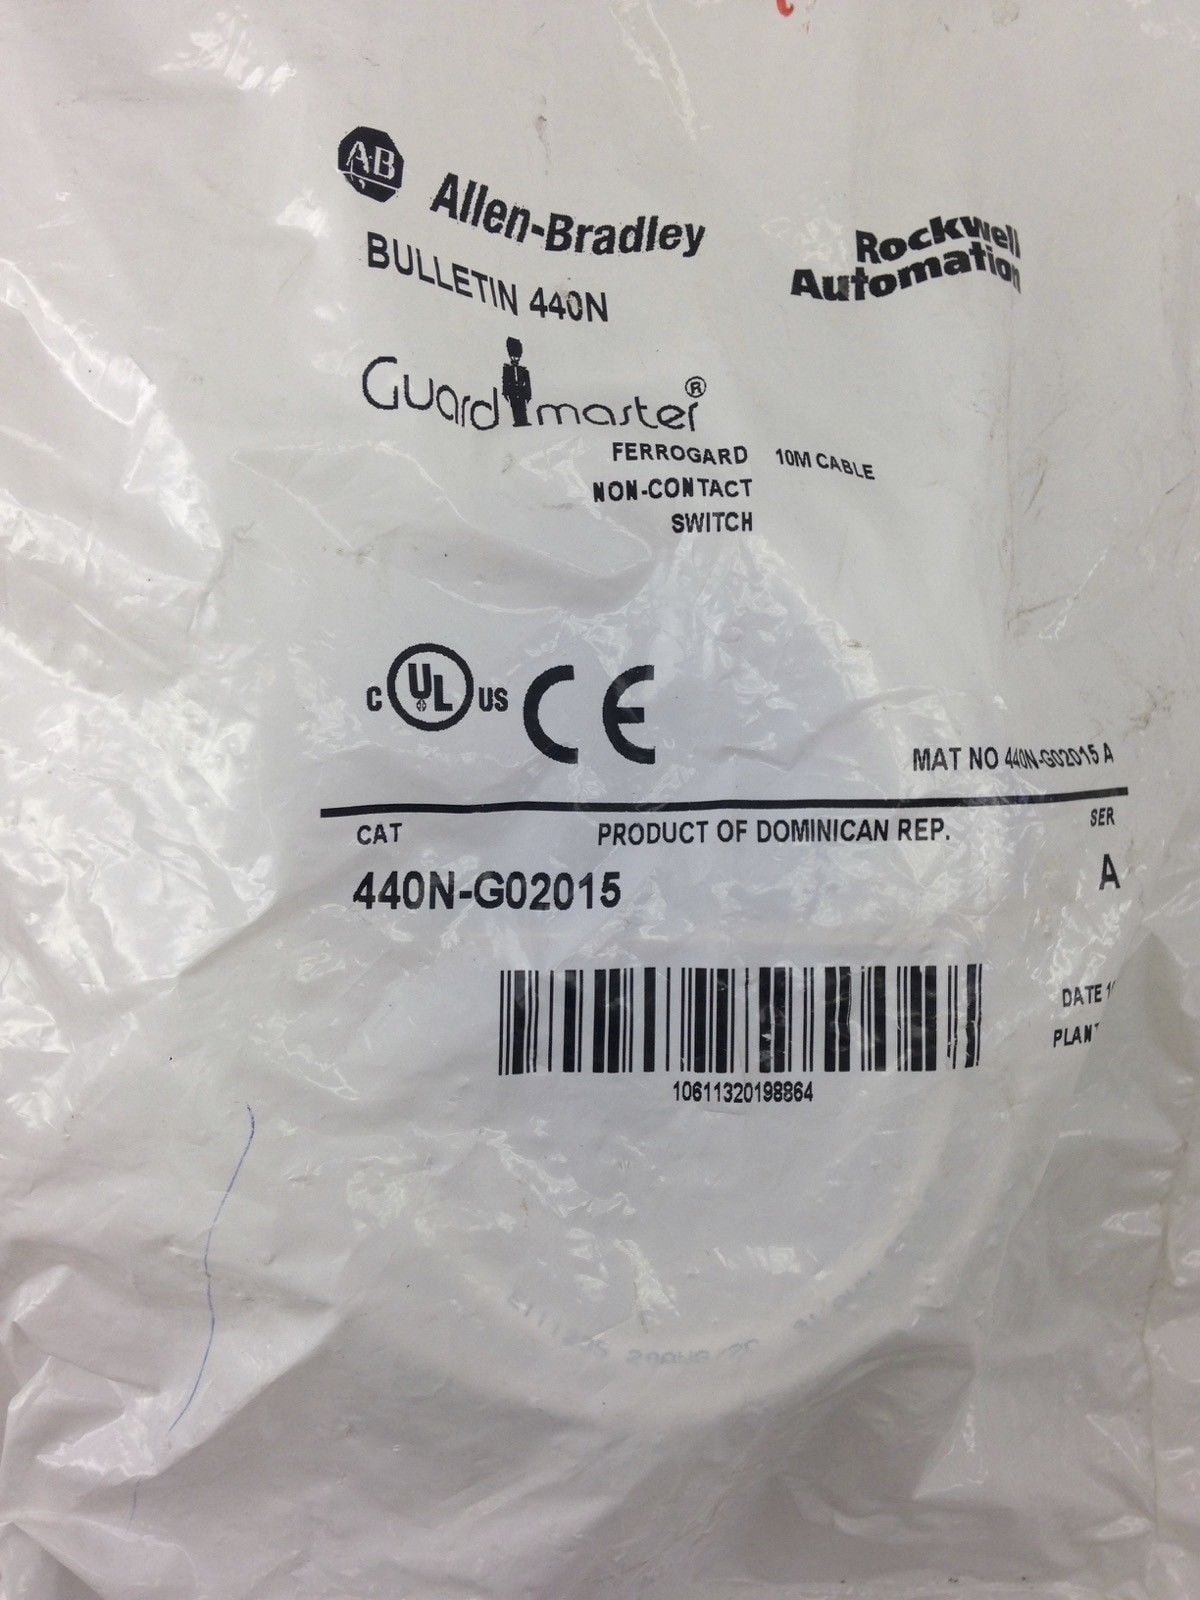 A-B Allen-Bradley
Rockwell
Automation
BULLETIN 440N
Guardmaster®
FERROGARD 10M CABLE
NON-CONTACT
SWITCH
C UL US CE
MAT NO 440N-G02015 A
CAT PRODUCT OF DOMINICAN REP. SER
440N-G02015 A
DATE
PLANT
10611320198864